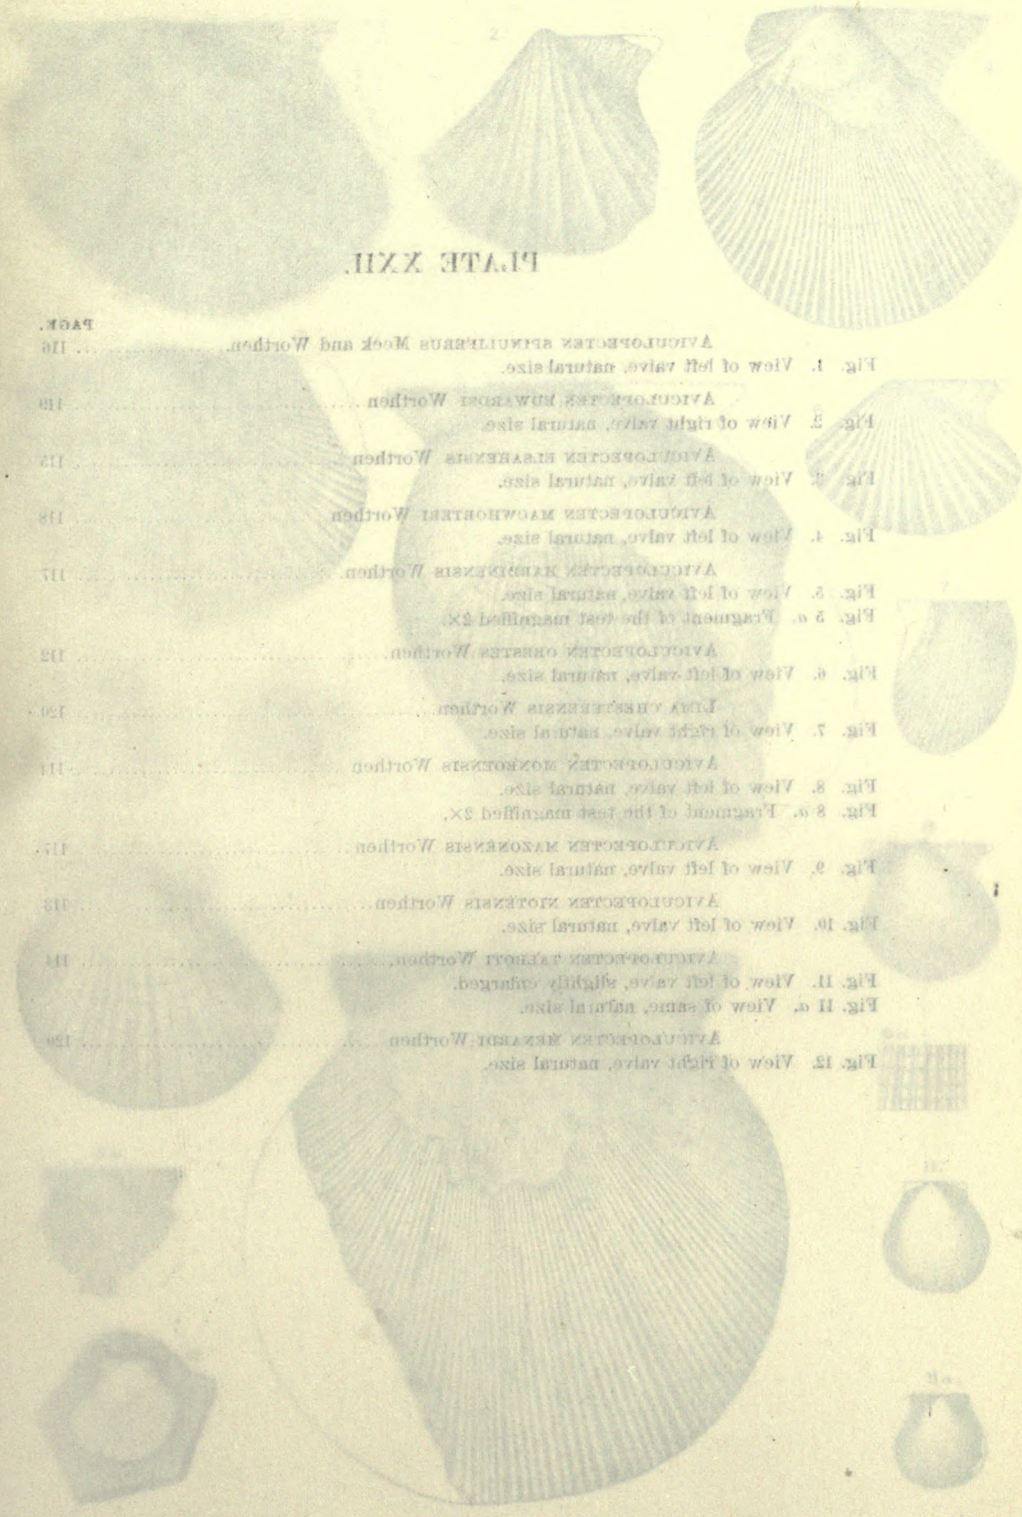 PLATE XXII.
PAGE.
AVICULOPECTEN SPINULIFERUS Meek and Worthen. 116
Fig. 1. View of left valve, natural size.
AVICULOPECTEN EDWARDSI Worthen 119
Fig. 2. View of right valve, natural size.
AVICULOPECTEN ELSAHENSIS Worthen 115
Fig. 3. View of left valve, natural size.
AVICULOPECTEN MACWHORTERI Worthen 118
Fig. 4. View of left valve, natural size.
AVICULOPECTEN HARDINENSIS Worthen. 117
Fig. 5. View of left valve, natural size.
Fig. 5 a. Fragment of the test magnified 2×.
AVICULOPECTEN ORESTES Worthen. 112
Fig. 6. View of left valve, natural size.
LIMA CHESTERENSIS Worthen 120
Fig. 7. View of right valve, natural size.
AVICULOPECTEN MONROENSIS Worthen 114
Fig. 8. View of left valve, natural size.
Fig. 8 a. Fragment of the test magnified 2×.
AVICULOPECTEN MAZONENSIS Worthen 117
Fig. 9. View of left valve, natural size.
AVICULOPECTEN NIOTENSIS Worthen 113
Fig. 10. View of left valve, natural size.
AVICULOPECTEN TALBOTI Worthen. 114
Fig. 11. View of left valve, slightly enlarged.
Fig. 11 a. View of same, natural size.
AVICULOPECTEN MENARDI Worthen 120
Fig. 12. View of right valve, natural size.